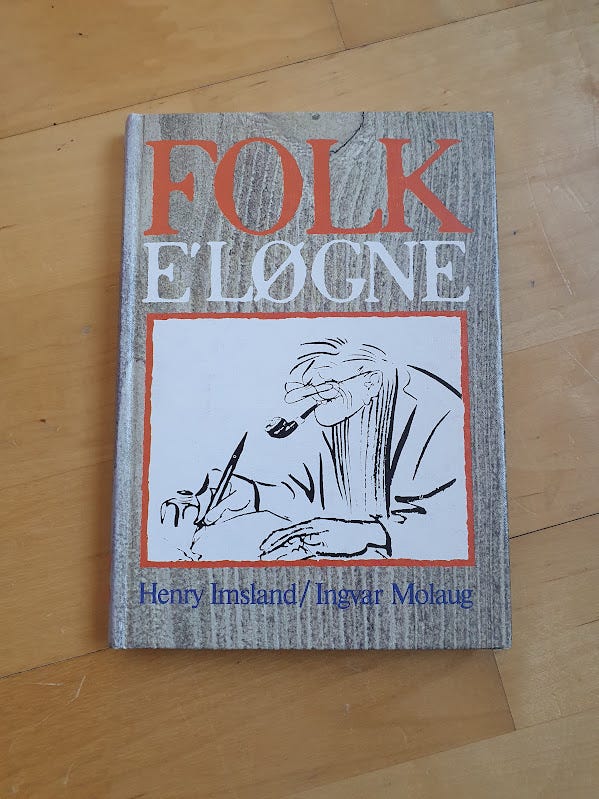 FOLK
E'LØGNE
Henry Imsland/Ingvar Molaug